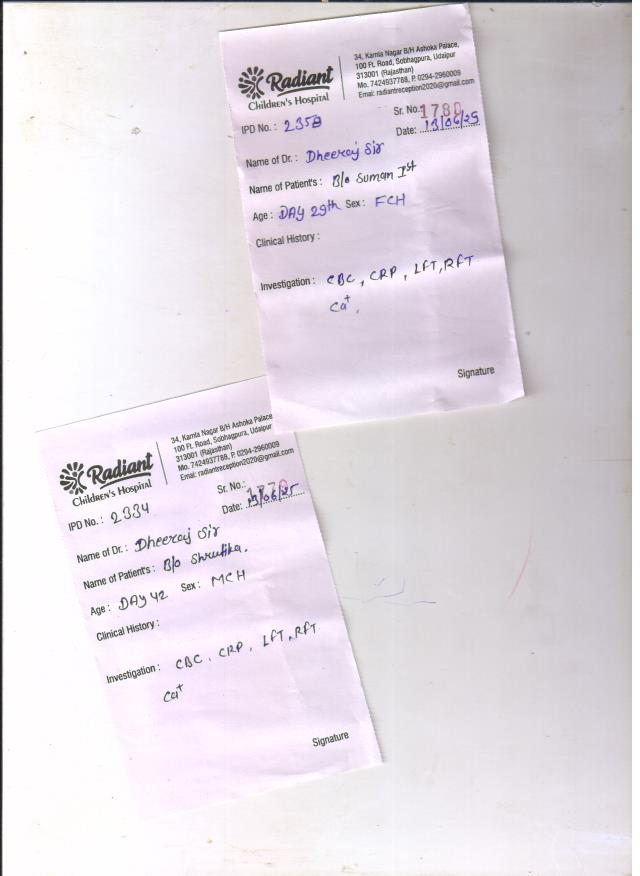 Radiant
Children's Hospital
34, Kamla Nagar B/H Ashoka Palace,
100 Ft. Road, Sobhagpura, Udaipur
313001 (Rajasthan)
Mo. 7424937788, P. 0294-2960009
Email: radiantreception2020@gmail.com
IPD No. :
Sr. No.: 1780
Date: 13/06/25
Name of Dr. : Dheeraj Sir
Name of Patient's : B/o Suman Ist
Age : DAY 29th Sex : FCH
Clinical History :
Investigation : CBC, CRP, LFT, RFT
Ca+,
Signature
Radiant
Children's Hospital
34, Kamla Nagar B/H Ashoka Palace
100 Ft. Road, Sobhagpura, Udaipur
313001 (Rajasthan)
Mo. 7424937788, P. 0294-2960009
Email: radiantreception2020@gmail.com
IPD No. : 2334
Sr. No.:
Date: 13/06/25
Name of Dr. : Dheeraj Sir
Name of Patient's : B/o Shrutika.
Age : DAY 42 Sex : MCH
Clinical History :
Investigation : CBC, CRP, LFT, RFT
Ca+
Signature